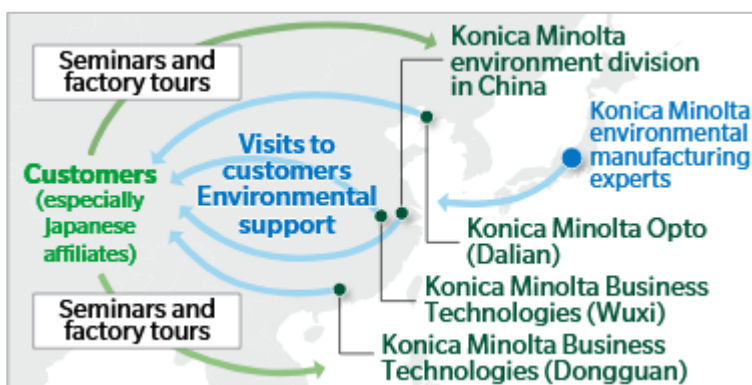 Seminars and
factory tours
Konica Minolta
environment division
in China
Konica Minolta
environmental
manufacturing
experts
Visits to
customers
Environmental
support
Customers
(especially
Japanese
affiliates)
Konica Minolta Opto
(Dalian)
Konica Minolta Business
Technologies (Wuxi)
Seminars and
factory tours
Konica Minolta Business
Technologies (Dongguan)